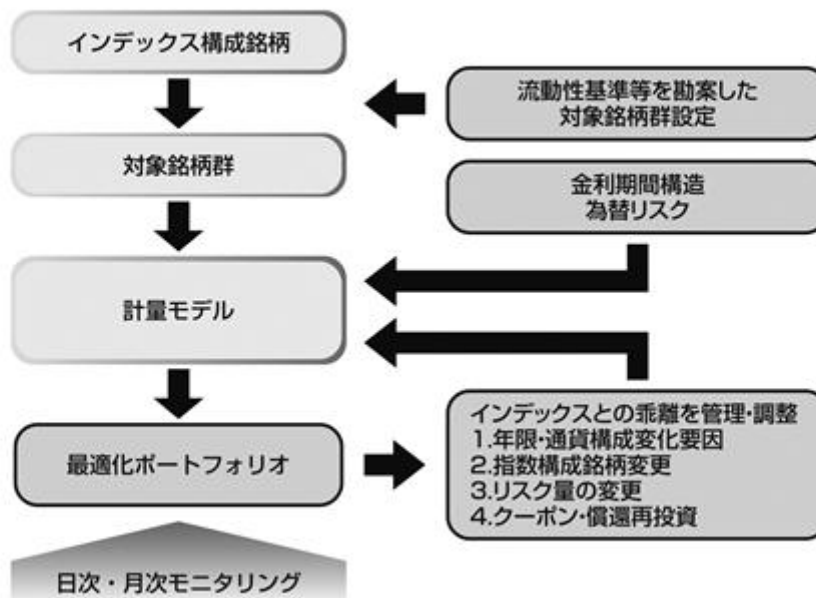 インデックス構成銘柄
流動性基準等を勘案した
対象銘柄群設定
対象銘柄群
金利期間構造
為替リスク
計量モデル
最適化ポートフォリオ
インデックスとの乖離を管理・調整
1.年限・通貨構成変化要因
2.指数構成銘柄変更
3.リスク量の変更
4.クーポン・償還再投資
日次・月次モニタリング